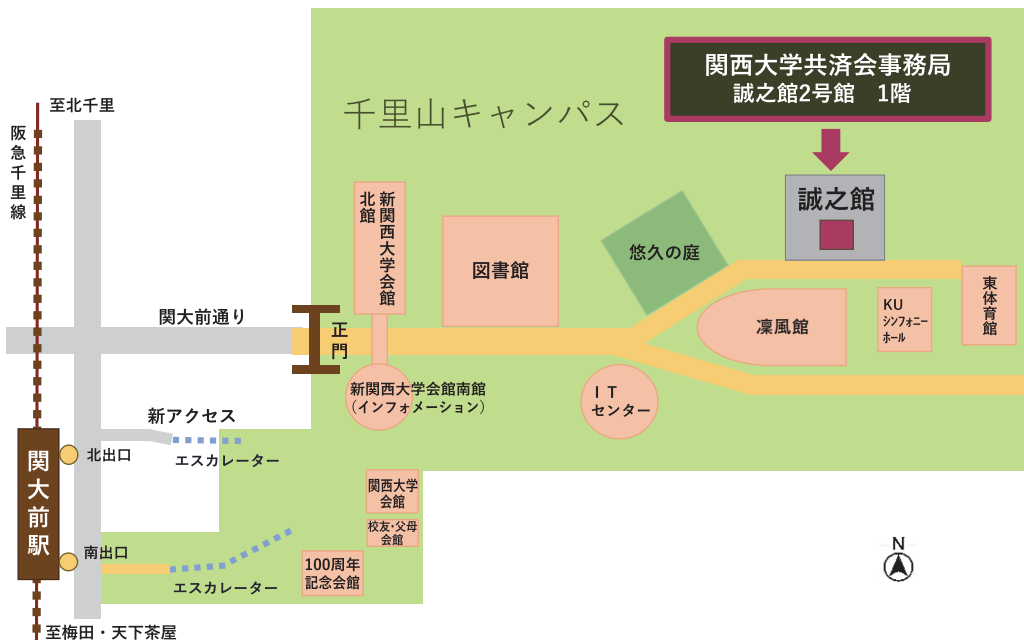 関西大学共済会事務局
誠之館2号館　1階
千里山キャンパス
至北千里
阪急千里線
誠之館
新関西大学会館
北館
図書館
悠久の庭
東体育館
関大前通り
正門
凜風館
KU
シンフォニー
ホール
新関西大学会館南館
(インフォメーション)
ＩＴ
センター
新アクセス
エスカレーター
北出口
関大前駅
関西大学
会館
校友・父母
会館
南出口
エスカレーター
100周年
記念会館
N
至梅田・天下茶屋